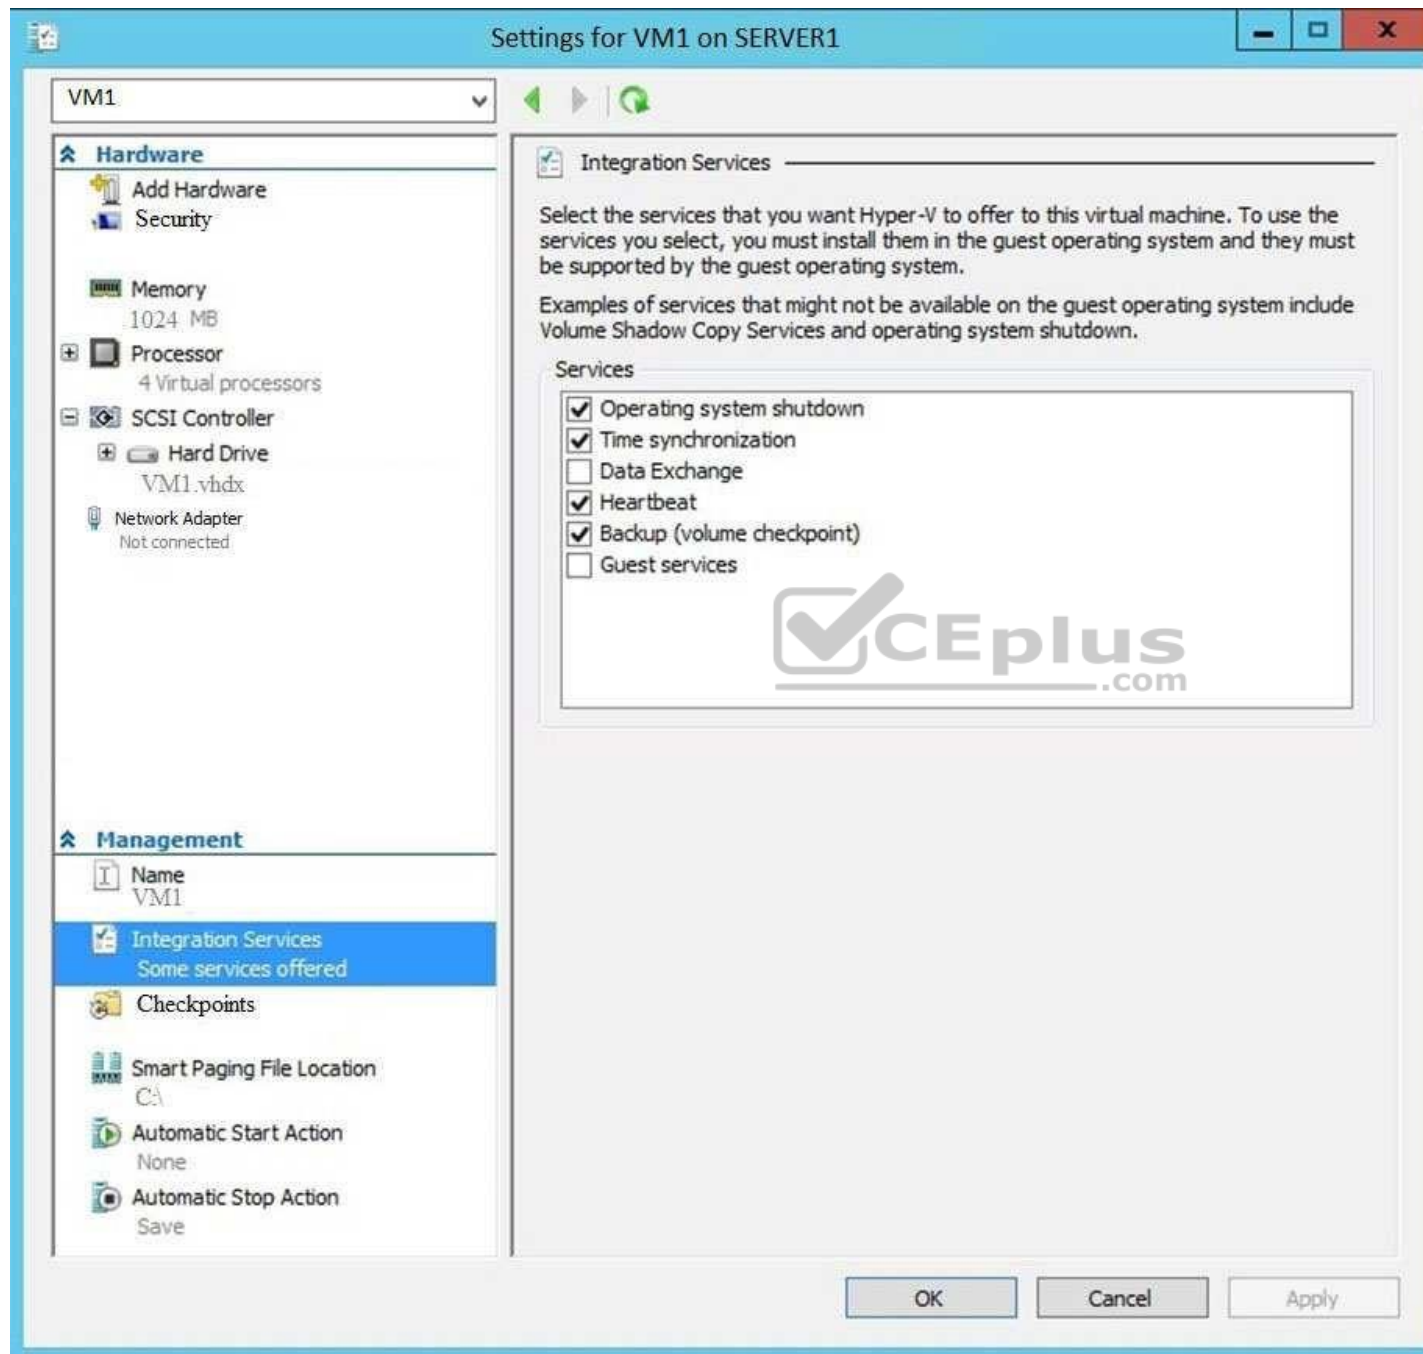 Settings for VM1 on SERVER1
VM1
Hardware
Add Hardware
Security
Memory
1024 MB
Processor
4 Virtual processors
SCSI Controller
Hard Drive
VM1.vhdx
Network Adapter
Not connected
Management
Name
VM1
Integration Services
Some services offered
Checkpoints
Smart Paging File Location
C:\
Automatic Start Action
None
Automatic Stop Action
Save
Integration Services
Select the services that you want Hyper-V to offer to this virtual machine. To use the
services you select, you must install them in the guest operating system and they must
be supported by the guest operating system.
Examples of services that might not be available on the guest operating system include
Volume Shadow Copy Services and operating system shutdown.
Services
Operating system shutdown
Time synchronization
Data Exchange
Heartbeat
Backup (volume checkpoint)
Guest services
CEplus
.com
OK
Cancel
Apply